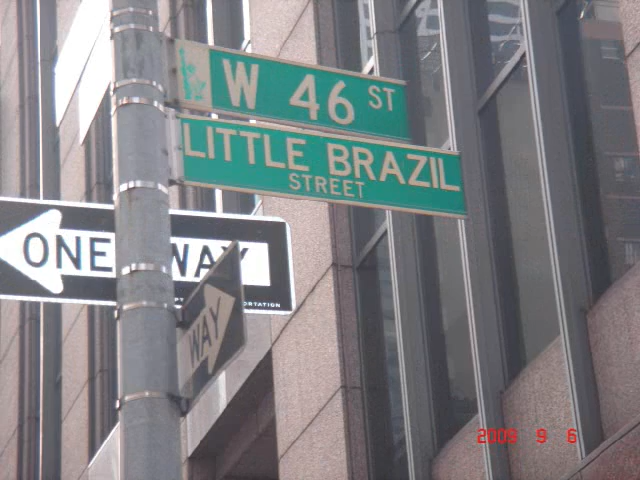 W 46 ST
LITTLE BRAZIL
STREET
ONE WAY
WAY
2009 9 6